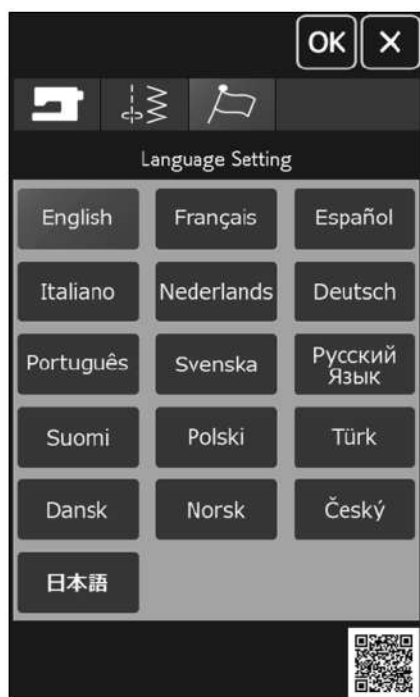 OK X
Language Setting
English Français Español
Italiano Nederlands Deutsch
Português Svenska Русский
Язык
Suomi Polski Türk
Dansk Norsk Český
日本語